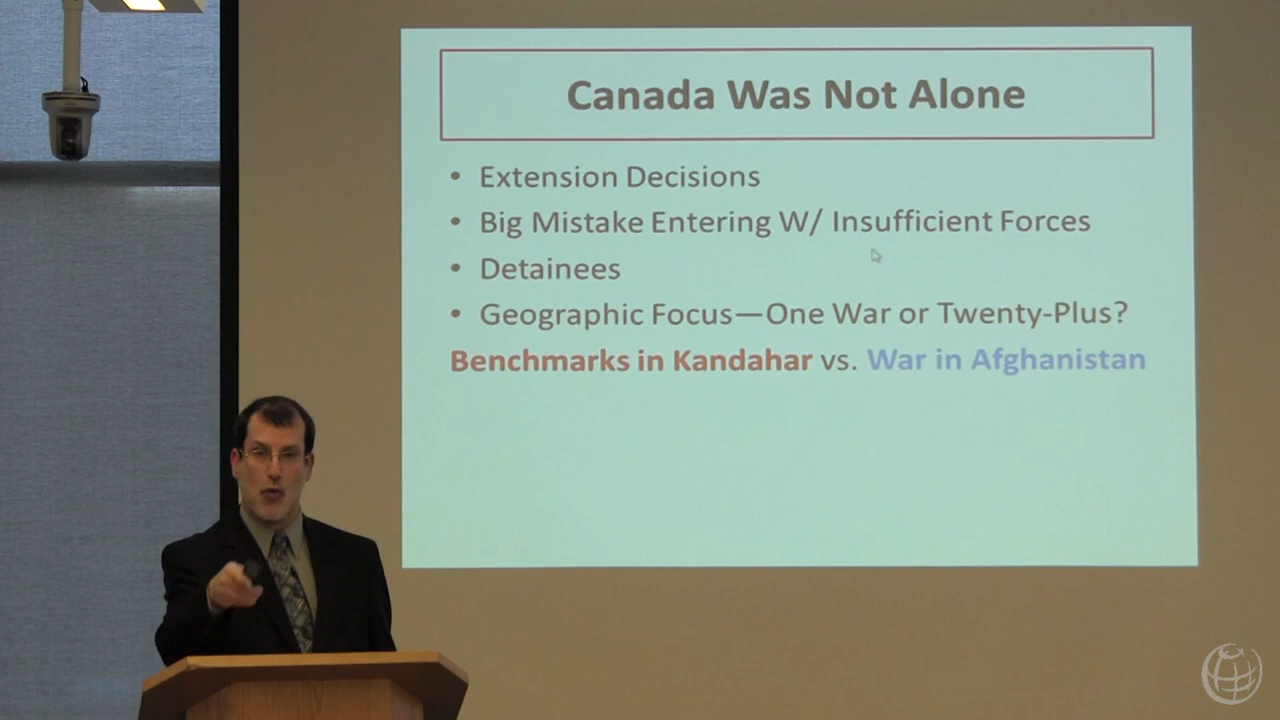 Canada Was Not Alone
• Extension Decisions
• Big Mistake Entering W/ Insufficient Forces
• Detainees
• Geographic Focus—One War or Twenty-Plus?
Benchmarks in Kandahar vs. War in Afghanistan